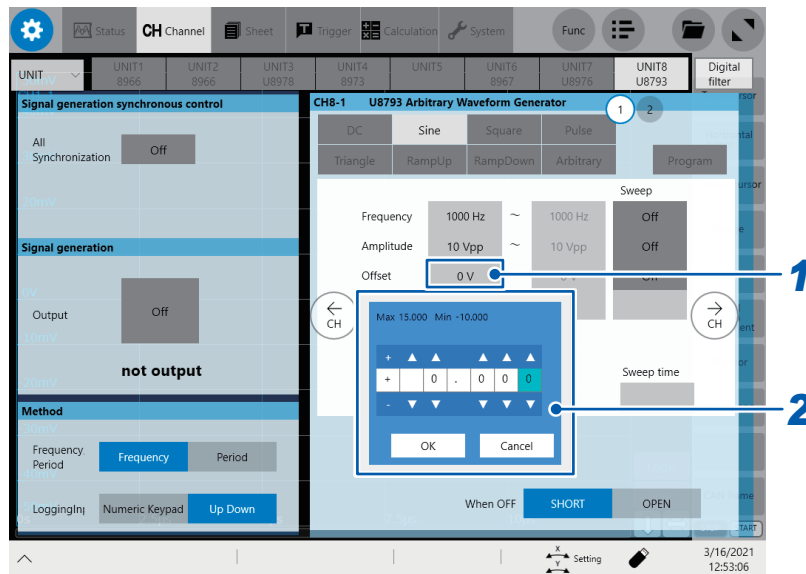 Status CH Channel Sheet Trigger Calculation System Func
UNIT
UNIT1 UNIT2 UNIT3 UNIT4 UNIT5 UNIT6 UNIT7 UNIT8 Digital
8966 8966 U8978 8973 8967 U8976 U8793 filter
Signal generation synchronous control
All
Synchronization Off
Signal generation
Output Off
not output
Method
Frequency
Period Frequency Period
LoggingInp Numeric Keypad Up Down
CH8-1 U8793 Arbitrary Waveform Generator 1 2
DC Sine Square Pulse
Triangle RampUp RampDown Arbitrary Program
Sweep
Frequency 1000 Hz ~ 1000 Hz Off
Amplitude 10 Vpp ~ 10 Vpp Off
Offset 0 V 0 V Off
1
CH
CH
Max 15.000 Min -10.000
+
+ 0 . 0 0 0
-
OK Cancel
2
Sweep time
When OFF SHORT OPEN
START
X
Y
Setting
3/16/2021
12:53:06